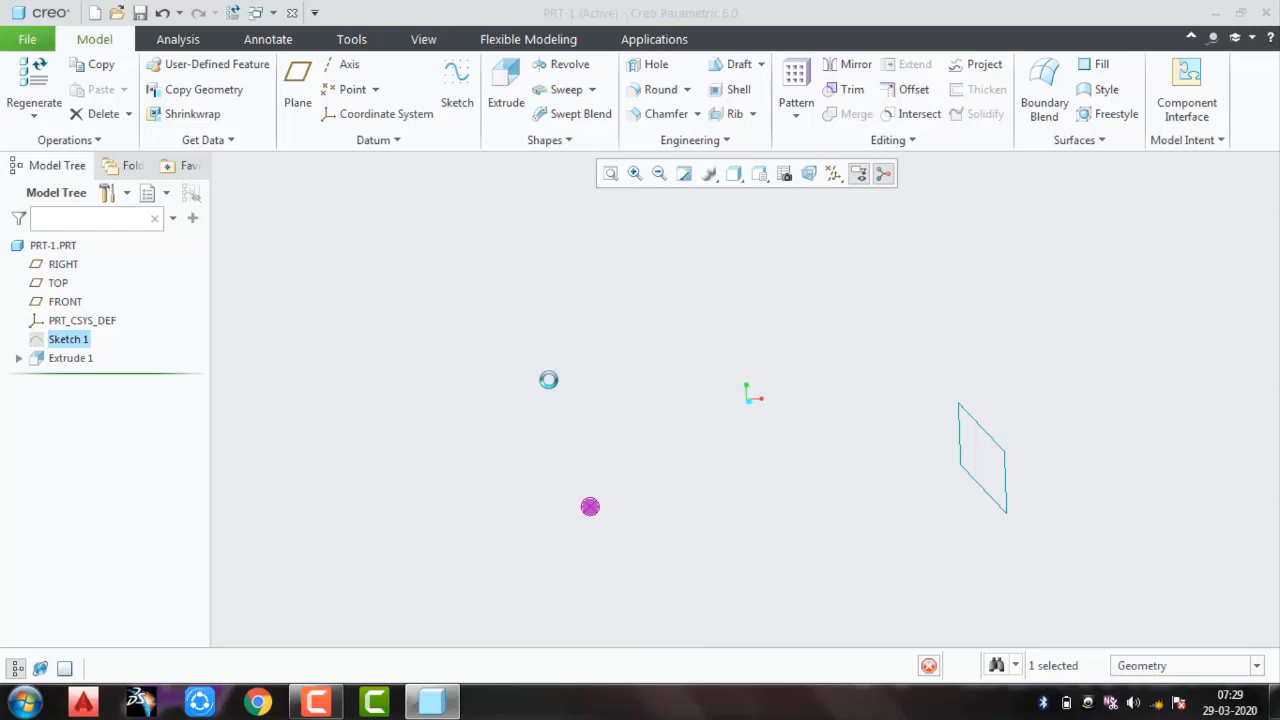 creo
PRT-1 (Active) - Creo Parametric 6.0
File Model Analysis Annotate Tools View Flexible Modeling Applications
Regenerate
Copy
Paste
Delete
Operations
User-Defined Feature
Copy Geometry
Shrinkwrap
Get Data
Plane
Axis
Point
Coordinate System
Sketch
Datum
Extrude
Revolve
Sweep
Swept Blend
Shapes
Hole
Round
Chamfer
Draft
Shell
Rib
Engineering
Pattern
Mirror
Trim
Merge
Extend
Offset
Intersect
Project
Thicken
Solidify
Editing
Boundary
Blend
Fill
Style
Freestyle
Surfaces
Component
Interface
Model Intent
Model Tree Fold Favo
Model Tree
PRT-1.PRT
RIGHT
TOP
FRONT
PRT_CSYS_DEF
Sketch 1
Extrude 1
1 selected Geometry
07:29
29-03-2020